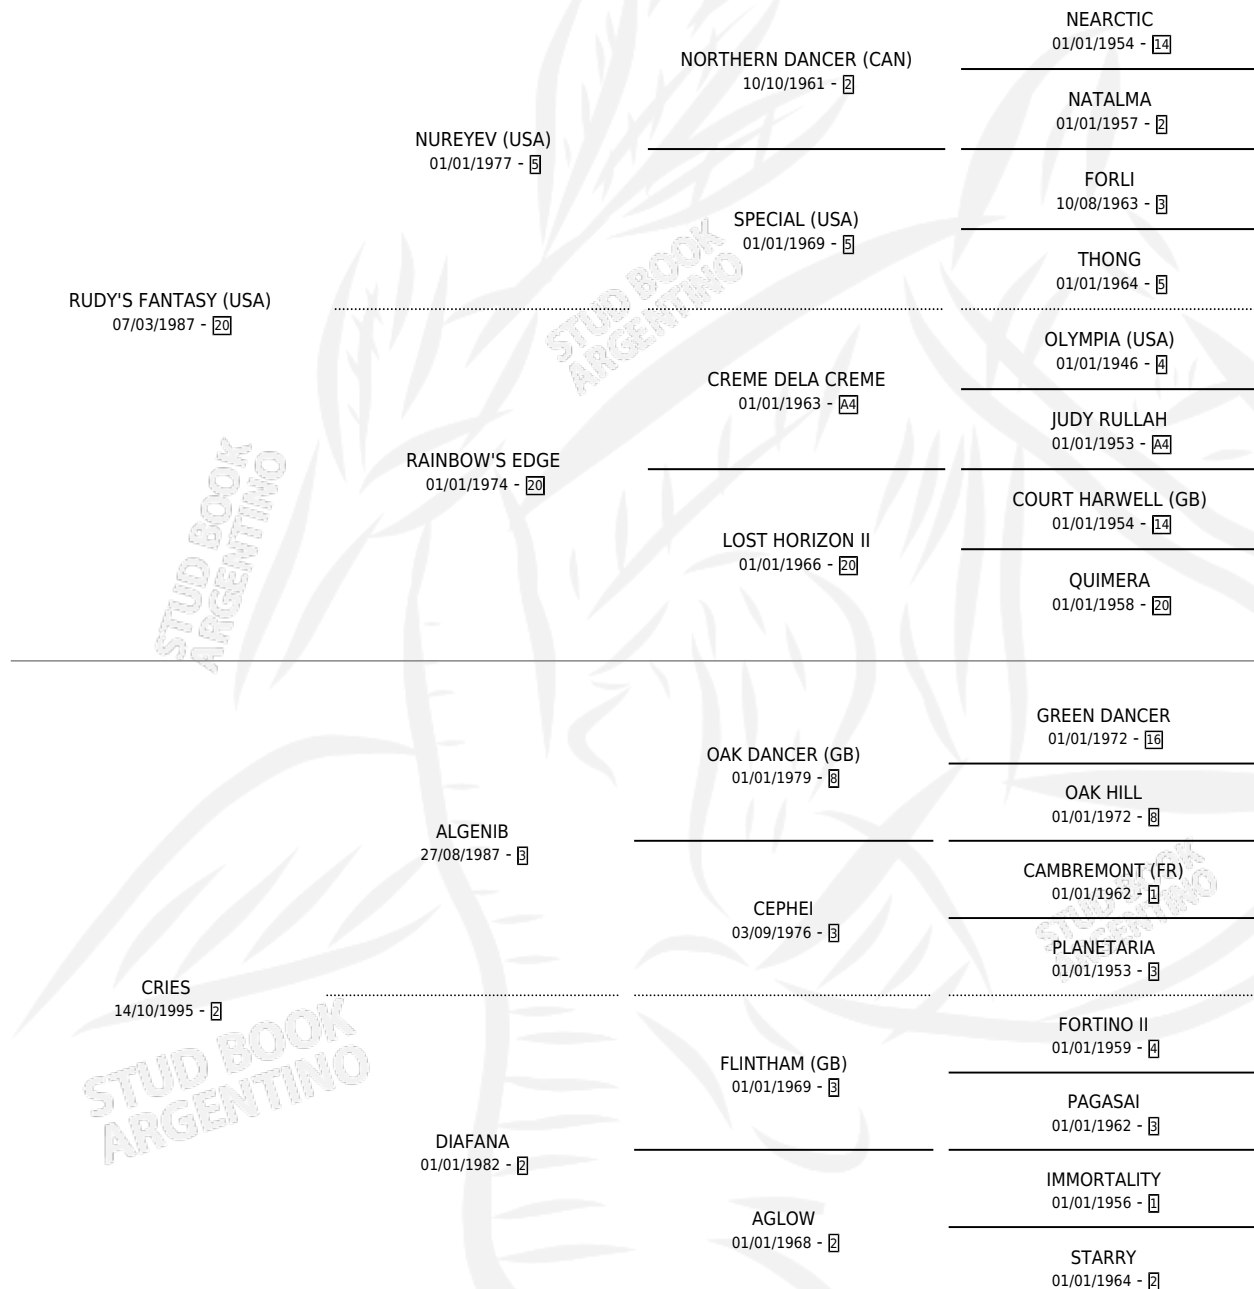 NEARCTIC
01/01/1954 - 14
NORTHERN DANCER (CAN)
10/10/1961 - 2
NATALMA
01/01/1957 - 2
NUREYEV (USA)
01/01/1977 - 5
FORLI
10/08/1963 - 3
SPECIAL (USA)
01/01/1969 - 5
THONG
01/01/1964 - 5
RUDY'S FANTASY (USA)
07/03/1987 - 20
OLYMPIA (USA)
01/01/1946 - 4
CREME DELA CREME
01/01/1963 - A4
JUDY RULLAH
01/01/1953 - A4
RAINBOW'S EDGE
01/01/1974 - 20
COURT HARWELL (GB)
01/01/1954 - 14
LOST HORIZON II
01/01/1966 - 20
QUIMERA
01/01/1958 - 20
STUD BOOK
ARGENTINO
STUD BOOK
ARGENTINO
GREEN DANCER
01/01/1972 - 16
OAK DANCER (GB)
01/01/1979 - 8
OAK HILL
01/01/1972 - 8
ALGENIB
27/08/1987 - 3
CAMBREMONT (FR)
01/01/1962 - 1
CEPHEI
03/09/1976 - 3
PLANETARIA
01/01/1953 - 3
STUD BOOK
ARGENTINO
CRIES
14/10/1995 - 2
FORTINO II
01/01/1959 - 4
FLINTHAM (GB)
01/01/1969 - 3
PAGASAI
01/01/1962 - 3
DIAFANA
01/01/1982 - 2
IMMORTALITY
01/01/1956 - 1
AGLOW
01/01/1968 - 2
STARRY
01/01/1964 - 2
STUD BOOK
ARGENTINO